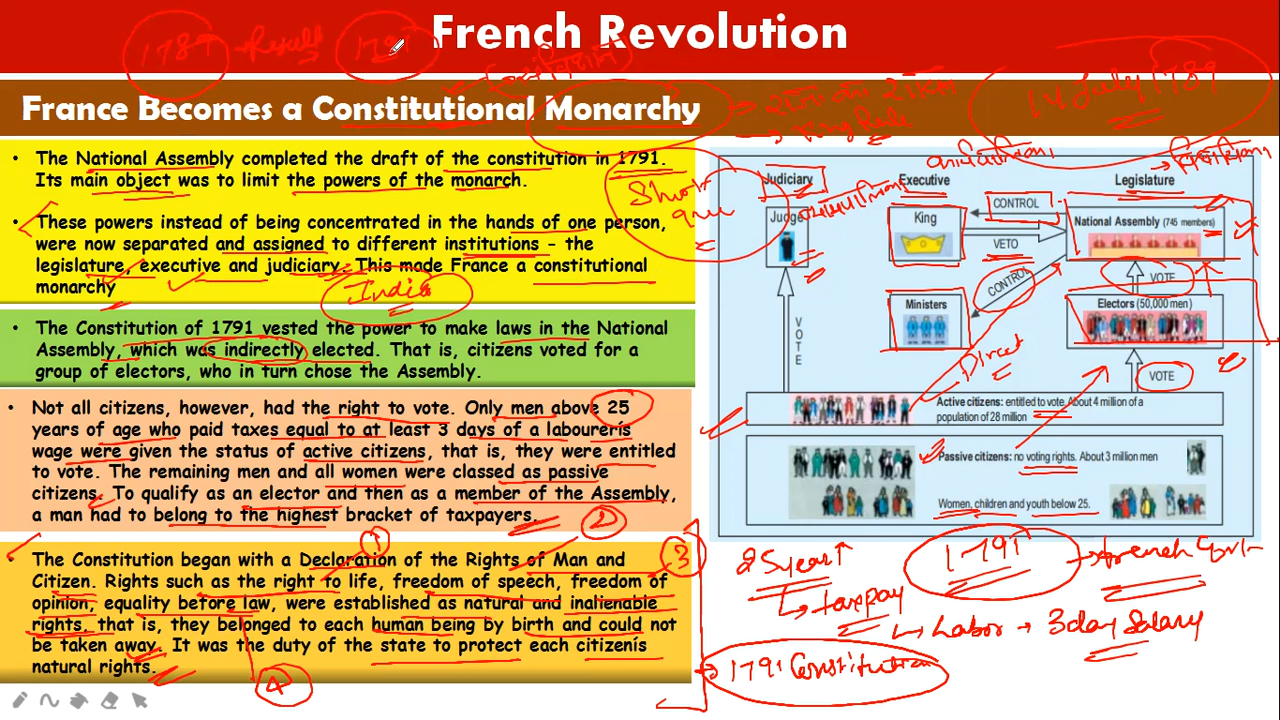 French Revolution
1789 → Result 1791
France Becomes a Constitutional Monarchy
14 July 1789
• The National Assembly completed the draft of the constitution in 1791.
Its main object was to limit the powers of the monarch.
• These powers instead of being concentrated in the hands of one person,
were now separated and assigned to different institutions – the
legislature, executive and judiciary. This made France a constitutional
monarchy
India
• The Constitution of 1791 vested the power to make laws in the National
Assembly, which was indirectly elected. That is, citizens voted for a
group of electors, who in turn chose the Assembly.
• Not all citizens, however, had the right to vote. Only men above 25
years of age who paid taxes equal to at least 3 days of a labourerís
wage were given the status of active citizens, that is, they were entitled
to vote. The remaining men and all women were classed as passive
citizens. To qualify as an elector and then as a member of the Assembly,
a man had to belong to the highest bracket of taxpayers.
The Constitution began with a Declaration of the Rights of Man and
Citizen. Rights such as the right to life, freedom of speech, freedom of
opinion, equality before law, were established as natural and inalienable
rights, that is, they belonged to each human being by birth and could not
be taken away. It was the duty of the state to protect each citizenís
natural rights.
1
2
3
4
Short
que
Judiciary Executive Legislature
Judge King CONTROL National Assembly (745 members)
VETO
CONTROL VOTE
Ministers Electors (50,000 men)
VOTE
Direct
VOTE
Active citizens: entitled to vote. About 4 million of a
population of 28 million
Passive citizens: no voting rights. About 3 million men
Women, children and youth below 25.
25year↑ 1791 →
↳ taxpay
↳ Labor → 3day Salary
→ 1791 Constitution